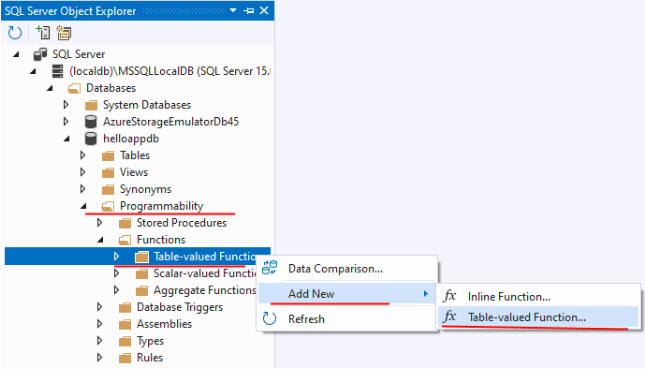 SQL Server Object Explorer
SQL Server
(localdb)\MSSQLLocalDB (SQL Server 15.
Databases
System Databases
AzureStorageEmulatorDb45
helloappdb
Tables
Views
Synonyms
Programmability
Stored Procedures
Functions
Table-valued Functio
Data Comparison...
Scalar-valued Functi
Add New
Inline Function...
Aggregate Functions
Database Triggers
Refresh
fx Table-valued Function...
Assemblies
Types
Rules